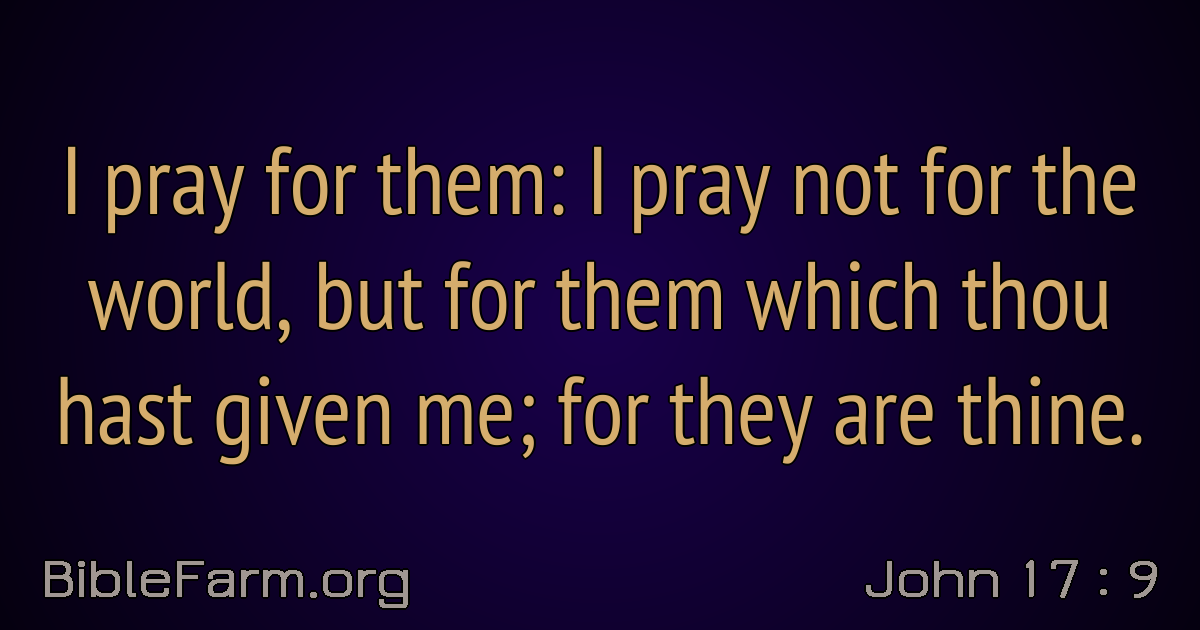 I pray for them: I pray not for the
world, but for them which thou
hast given me; for they are thine.
BibleFarm.org
John 17 : 9